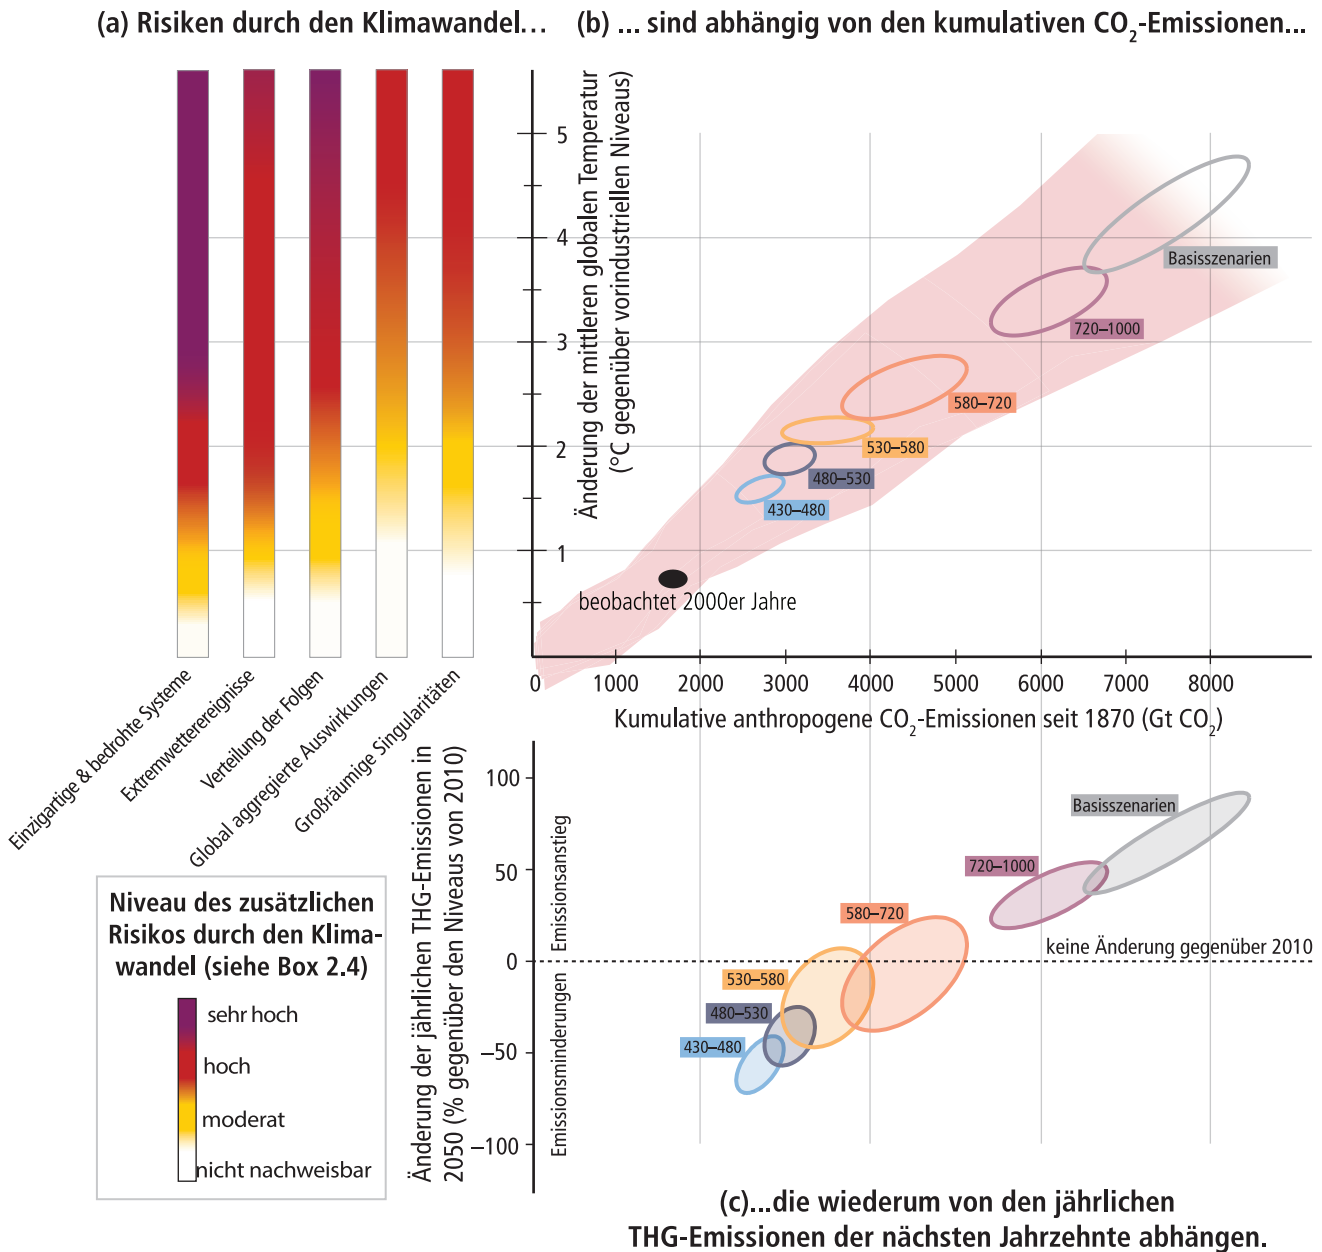 (a) Risiken durch den Klimawandel…
(b) ... sind abhängig von den kumulativen CO₂-Emissionen...
Änderung der mittleren globalen Temperatur
(°C gegenüber vorindustriellen Niveaus)
5
4
3
2
1
Basisszenarien
720–1000
580–720
530–580
480–530
430–480
beobachtet 2000er Jahre
0 1000 2000 3000 4000 5000 6000 7000 8000
Kumulative anthropogene CO₂-Emissionen seit 1870 (Gt CO₂)
Einzigartige & bedrohte Systeme
Extremwetterereignisse
Verteilung der Folgen
Global aggregierte Auswirkungen
Großräumige Singularitäten
Niveau des zusätzlichen
Risikos durch den Klima-
wandel (siehe Box 2.4)
sehr hoch
hoch
moderat
nicht nachweisbar
Änderung der jährlichen THG-Emissionen in
2050 (% gegenüber den Niveaus von 2010)
100
50
0
–50
–100
Emissionsanstieg
Emissionsminderungen
Basisszenarien
720–1000
580–720
keine Änderung gegenüber 2010
530–580
480–530
430–480
(c)...die wiederum von den jährlichen
THG-Emissionen der nächsten Jahrzehnte abhängen.